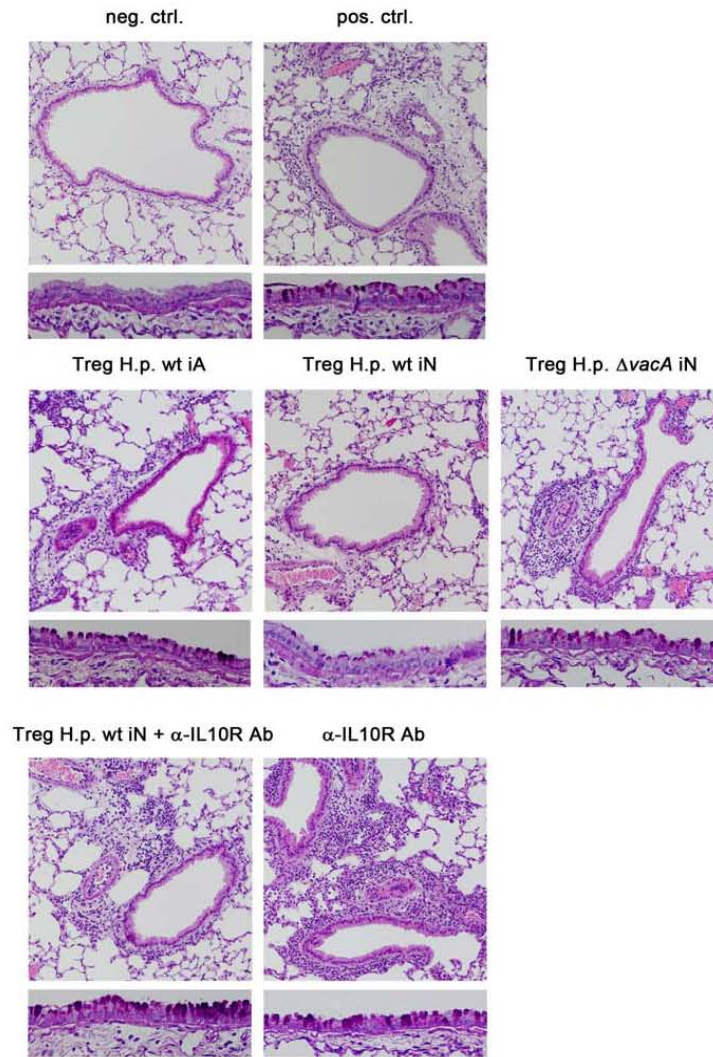 neg. ctrl. pos. ctrl.
Treg H.p. wt iA Treg H.p. wt iN Treg H.p. ΔvacA iN
Treg H.p. wt iN + α-IL10R Ab α-IL10R Ab